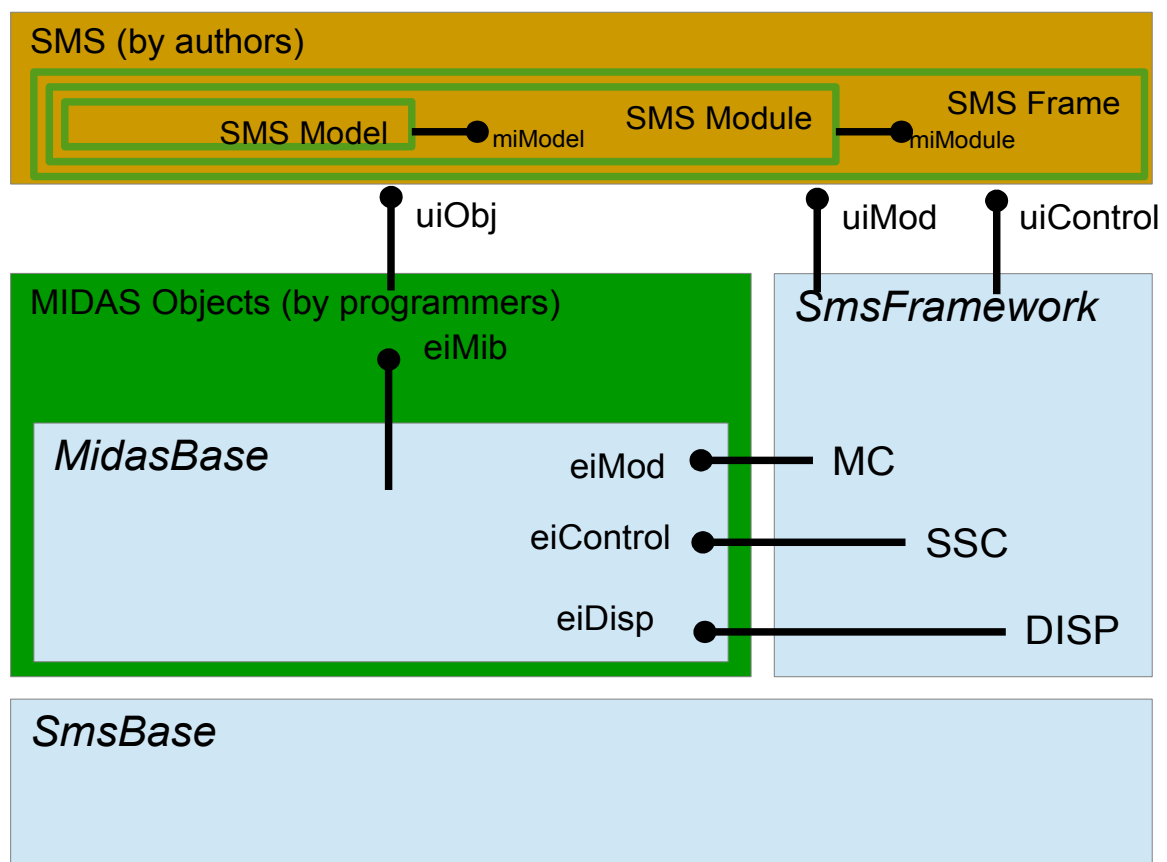 SMS (by authors)
SMS Frame
SMS Module
SMS Model
miModel
miModule
uiObj
uiMod
uiControl
MIDAS Objects (by programmers)
SmsFramework
eiMib
MidasBase
eiMod
MC
eiControl
SSC
eiDisp
DISP
SmsBase